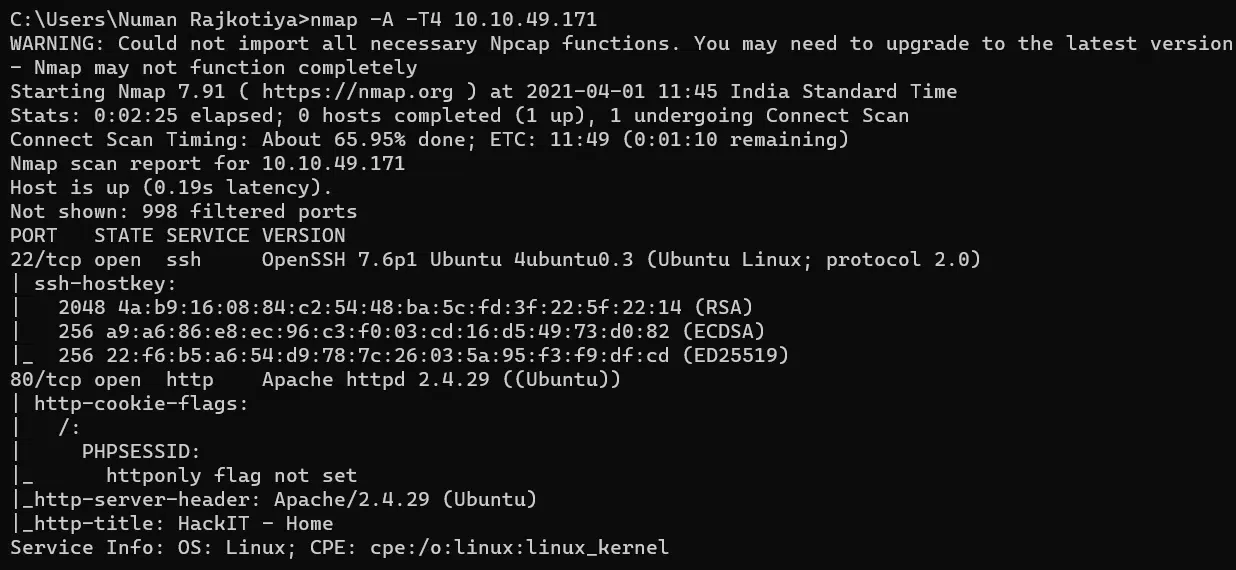 C:\Users\Numan Rajkotiya>nmap -A -T4 10.10.49.171
WARNING: Could not import all necessary Npcap functions. You may need to upgrade to the latest version
- Nmap may not function completely
Starting Nmap 7.91 ( https://nmap.org ) at 2021-04-01 11:45 India Standard Time
Stats: 0:02:25 elapsed; 0 hosts completed (1 up), 1 undergoing Connect Scan
Connect Scan Timing: About 65.95% done; ETC: 11:49 (0:01:10 remaining)
Nmap scan report for 10.10.49.171
Host is up (0.19s latency).
Not shown: 998 filtered ports
PORT   STATE SERVICE VERSION
22/tcp open  ssh     OpenSSH 7.6p1 Ubuntu 4ubuntu0.3 (Ubuntu Linux; protocol 2.0)
| ssh-hostkey:
|   2048 4a:b9:16:08:84:c2:54:48:ba:5c:fd:3f:22:5f:22:14 (RSA)
|   256 a9:a6:86:e8:ec:96:c3:f0:03:cd:16:d5:49:73:d0:82 (ECDSA)
|_  256 22:f6:b5:a6:54:d9:78:7c:26:03:5a:95:f3:f9:df:cd (ED25519)
80/tcp open  http    Apache httpd 2.4.29 ((Ubuntu))
| http-cookie-flags:
|   /:
|     PHPSESSID:
|_      httponly flag not set
|_http-server-header: Apache/2.4.29 (Ubuntu)
|_http-title: HackIT - Home
Service Info: OS: Linux; CPE: cpe:/o:linux:linux_kernel